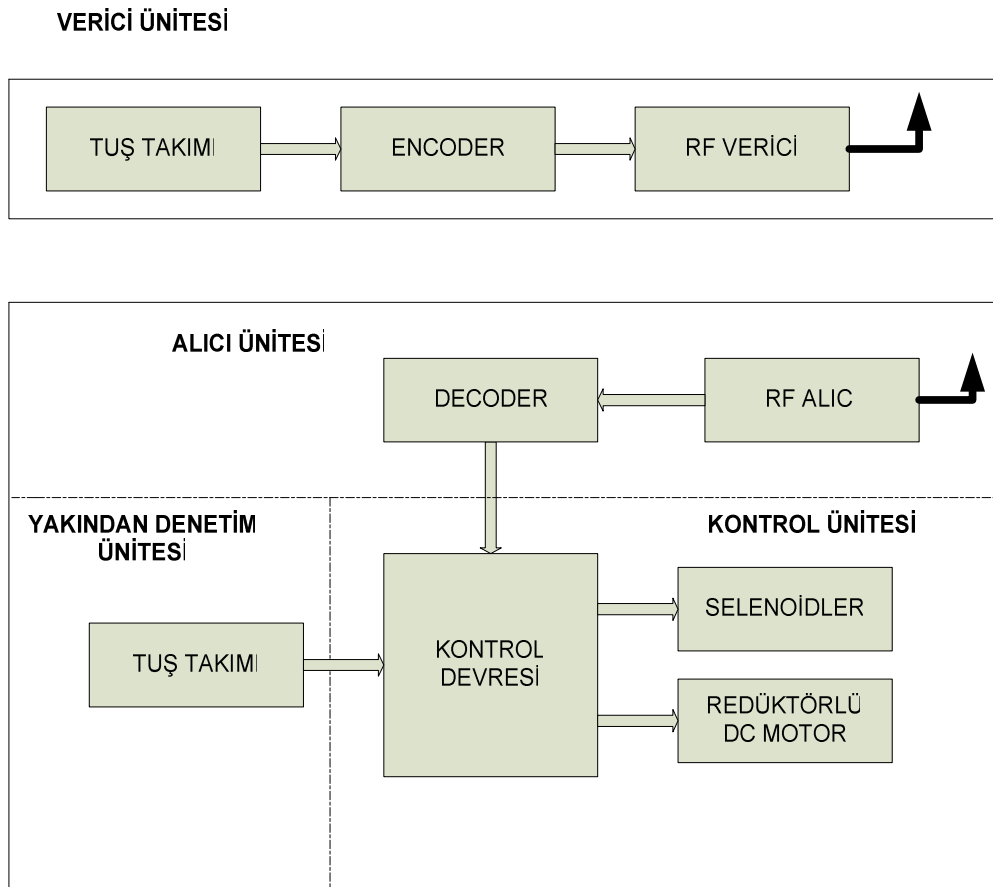 VERİCİ ÜNİTESİ
TUŞ TAKIMI
ENCODER
RF VERİCİ
ALICI ÜNİTESİ
DECODER
RF ALIC
YAKINDAN DENETİM
ÜNİTESİ
KONTROL ÜNİTESİ
TUŞ TAKIMI
KONTROL
DEVRESİ
SELENOİDLER
REDÜKTÖRLÜ
DC MOTOR